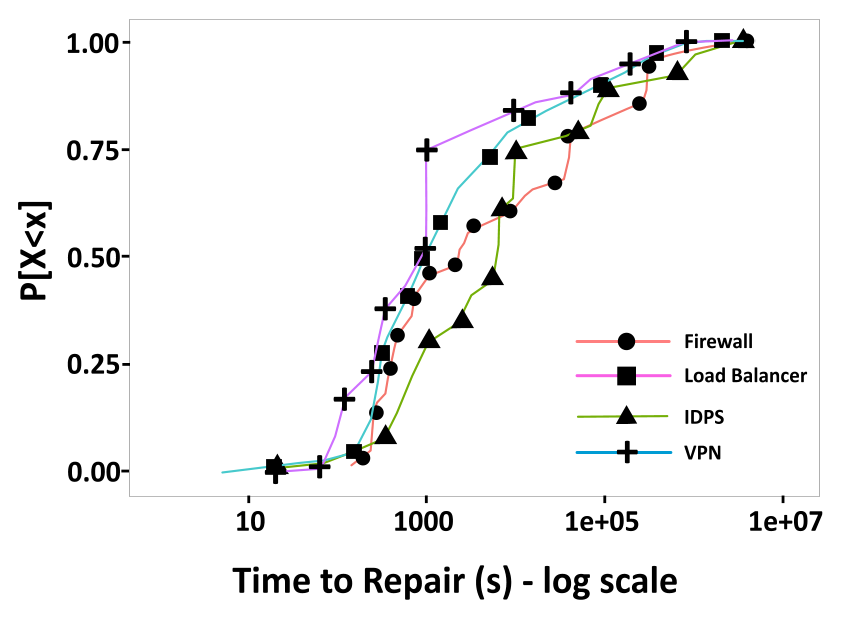 1.00
0.75
0.50
0.25
0.00
P[X<x]
Firewall
Load Balancer
IDPS
VPN
10 1000 1e+05 1e+07
Time to Repair (s) - log scale